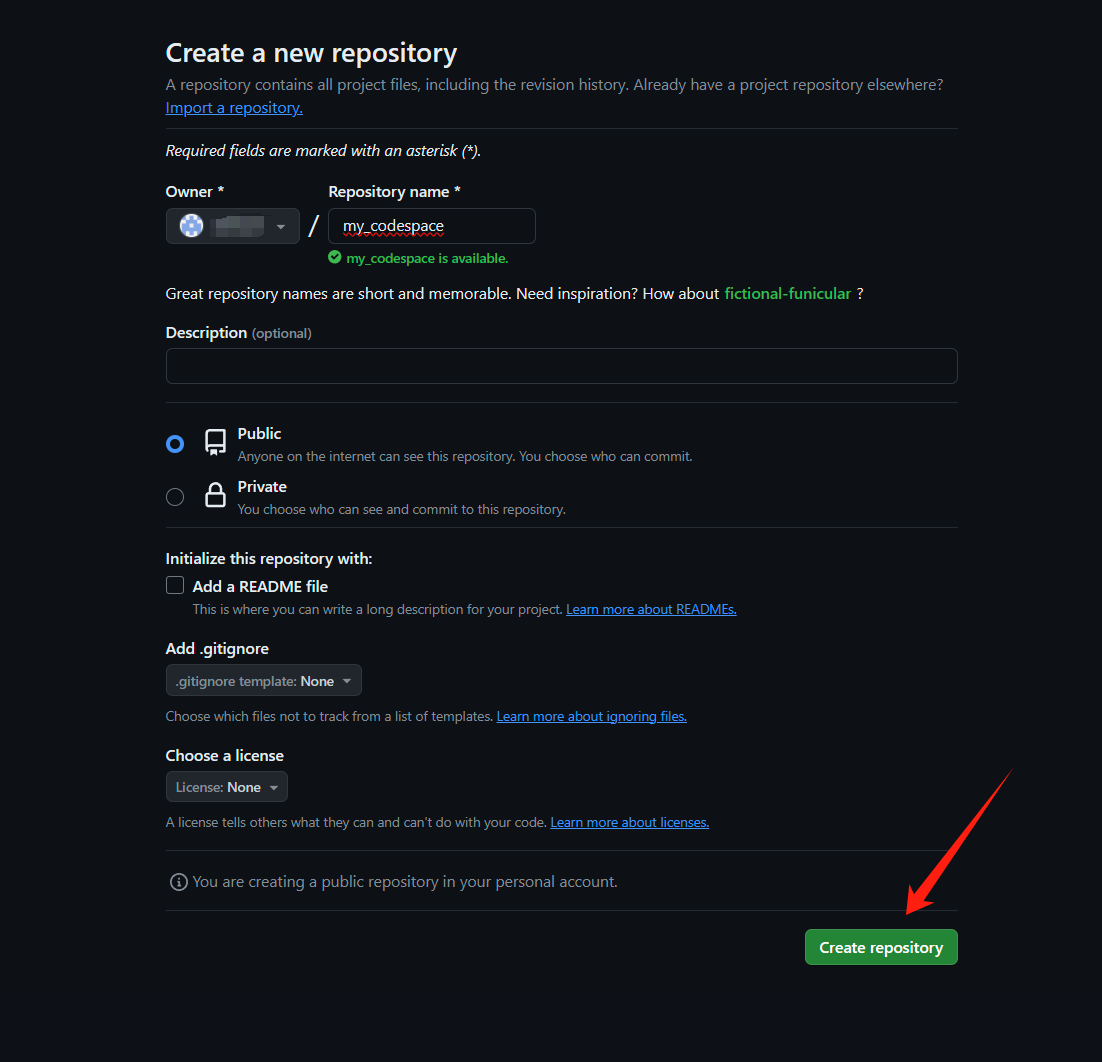 Create a new repository
A repository contains all project files, including the revision history. Already have a project repository elsewhere?
Import a repository.
Required fields are marked with an asterisk (*).
Owner *
Repository name *
/
my_codespace
my_codespace is available.
Great repository names are short and memorable. Need inspiration? How about fictional-funicular ?
Description (optional)
Public
Anyone on the internet can see this repository. You choose who can commit.
Private
You choose who can see and commit to this repository.
Initialize this repository with:
Add a README file
This is where you can write a long description for your project. Learn more about READMEs.
Add .gitignore
.gitignore template: None
Choose which files not to track from a list of templates. Learn more about ignoring files.
Choose a license
License: None
A license tells others what they can and can't do with your code. Learn more about licenses.
You are creating a public repository in your personal account.
Create repository